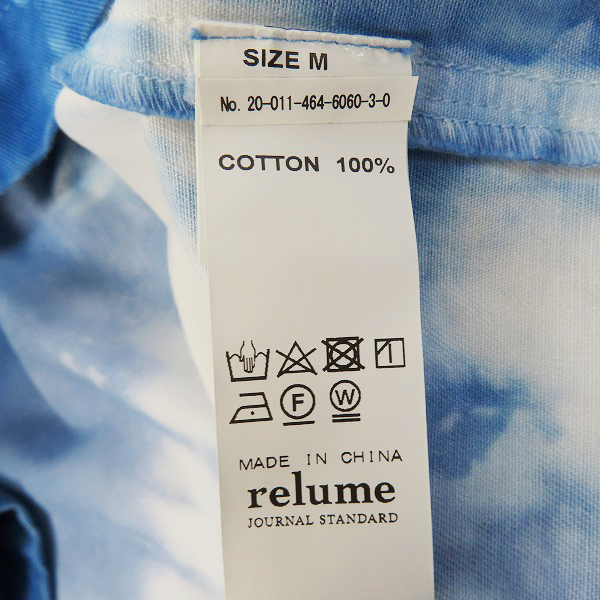 SIZE M
No. 20-011-464-6060-3-0
COTTON 100%
F W
MADE IN CHINA
relume
JOURNAL STANDARD